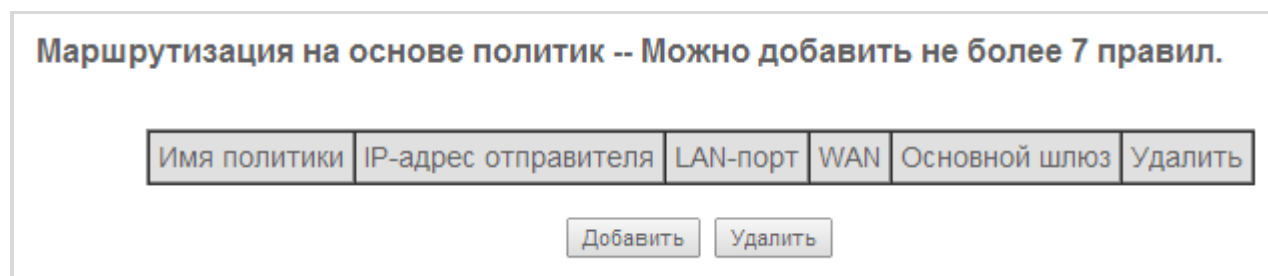 Маршрутизация на основе политик -- Можно добавить не более 7 правил.
Имя политики IP-адрес отправителя LAN-порт WAN Основной шлюз Удалить
Добавить Удалить